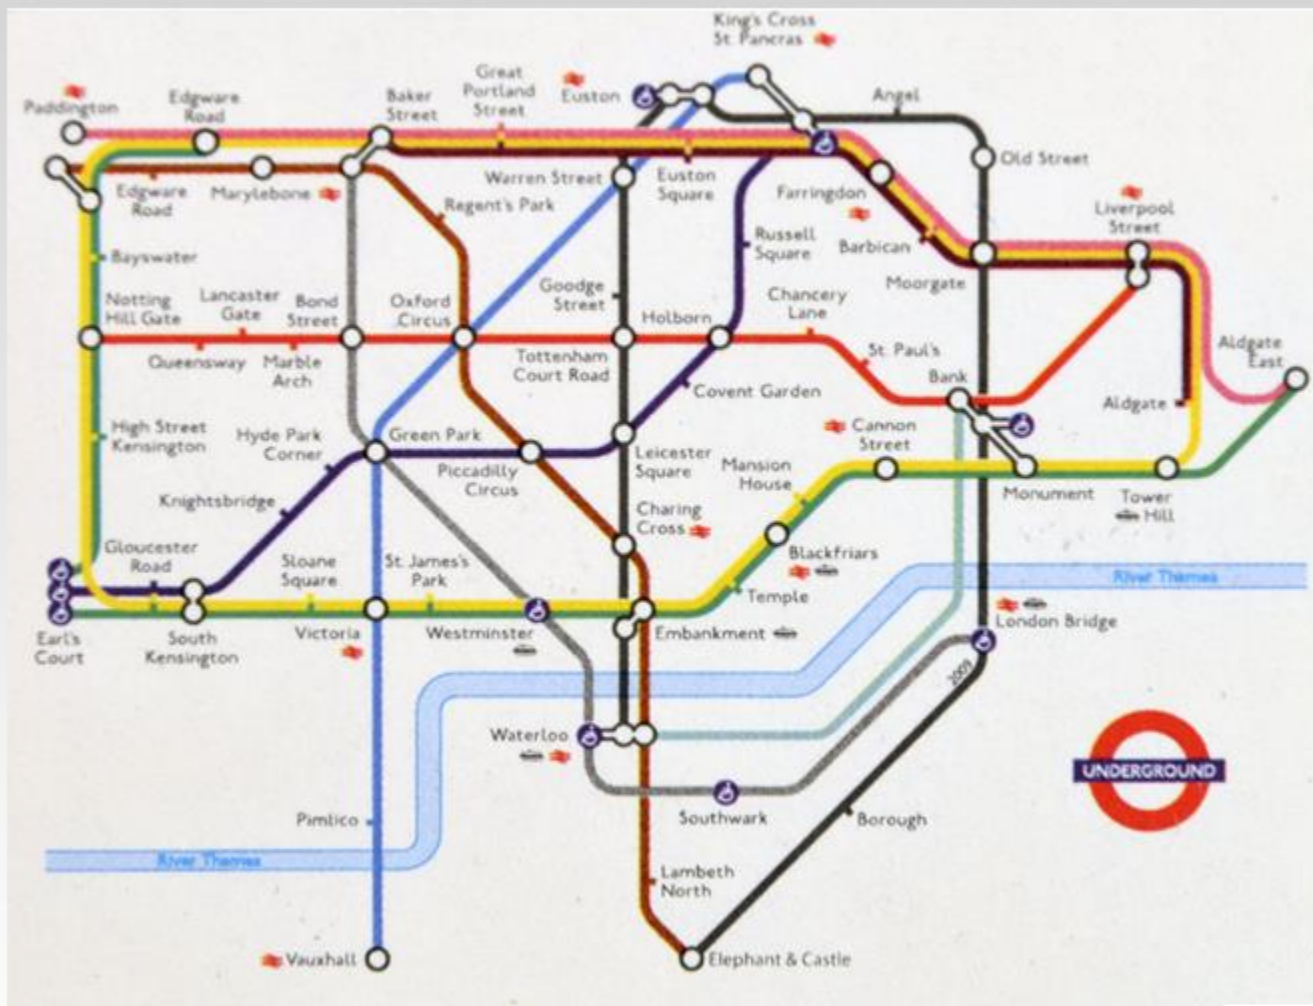 King's Cross
St. Pancras
Paddington
Edgware
Road
Baker
Street
Great
Portland
Street
Euston
Angel
Old Street
Edgware
Road
Marylebone
Regent's Park
Warren Street
Euston
Square
Farringdon
Barbican
Liverpool
Street
Bayswater
Russell
Square
Moorgate
Notting
Hill Gate
Lancaster
Gate
Bond
Street
Oxford
Circus
Goodge
Street
Holborn
Chancery
Lane
Queensway
Marble
Arch
Tottenham
Court Road
St. Paul's
Aldgate
East
Bank
Covent Garden
Aldgate
High Street
Kensington
Hyde Park
Corner
Green Park
Piccadilly
Circus
Leicester
Square
Cannon
Street
Mansion
House
Monument
Tower
Hill
Knightsbridge
Charing
Cross
Gloucester
Road
Sloane
Square
St. James's
Park
Blackfriars
Temple
River Thames
Earl's
Court
South
Kensington
Victoria
Westminster
Embankment
London Bridge
2009
Waterloo
UNDERGROUND
Southwark
Borough
Pimlico
River Thames
Lambeth
North
Vauxhall
Elephant & Castle